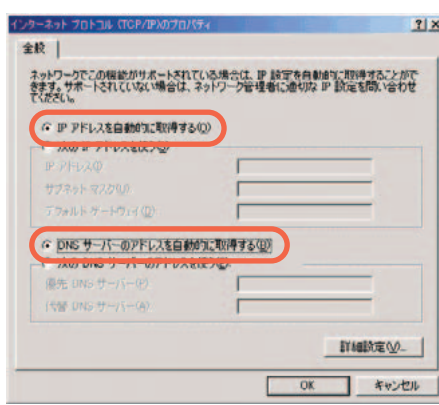 インターネット プロトコル (TCP/IP)のプロパティ
全般
ネットワークでこの機能がサポートされている場合は、IP 設定を自動的に取得することがで
きます。サポートされていない場合は、ネットワーク管理者に適切な IP 設定を問い合わせ
てください。
IP アドレスを自動的に取得する(O)
次の IP アドレスを使う(S)
IP アドレス(I)
サブネット マスク(U)
デフォルト ゲートウェイ(D)
DNS サーバーのアドレスを自動的に取得する(B)
次の DNS サーバーのアドレスを使う(E)
優先 DNS サーバー(P)
代替 DNS サーバー(A)
詳細設定(V)...
OK
キャンセル